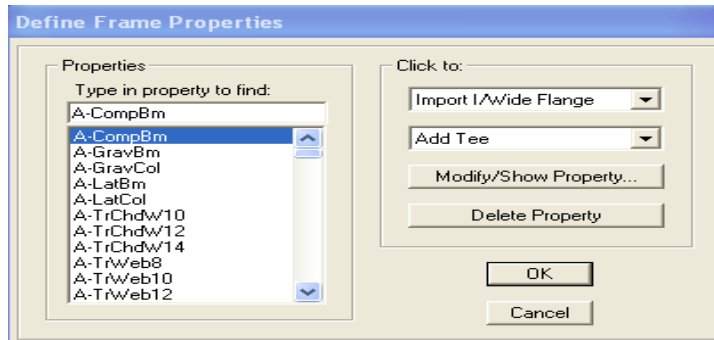 Define Frame Properties
Properties
Type in property to find:
A-CompBm
A-CompBm
A-GravBm
A-GravCol
A-LatBm
A-LatCol
A-TrChdW10
A-TrChdW12
A-TrChdW14
A-TrWeb8
A-TrWeb10
A-TrWeb12
Click to:
Import I/Wide Flange
Add Tee
Modify/Show Property...
Delete Property
OK
Cancel